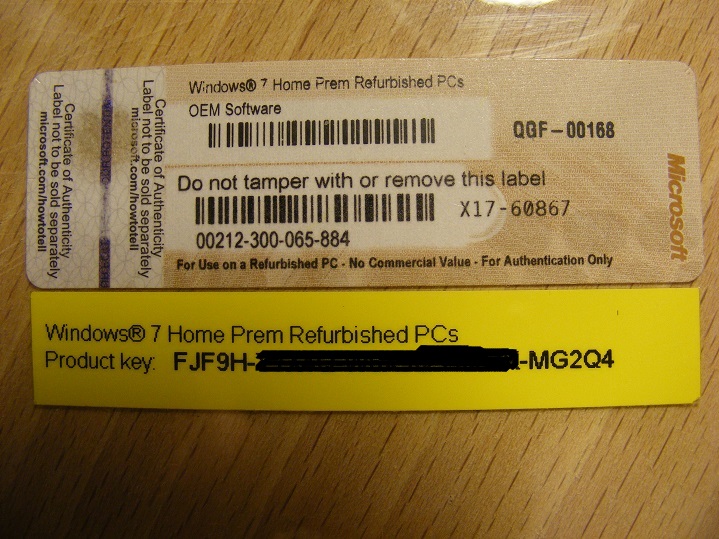 Certificate of Authenticity
Label not to be sold separately
microsoft.com/howtotell
Certificate of Authenticity
Label not to be sold separately
microsoft.com/howtotell
Windows® 7 Home Prem Refurbished PCs
OEM Software
QGF-00168
Do not tamper with or remove this label
X17-60867
00212-300-065-884
For Use on a Refurbished PC - No Commercial Value - For Authentication Only
Microsoft
Windows® 7 Home Prem Refurbished PCs
Product key: FJF9H- -MG2Q4